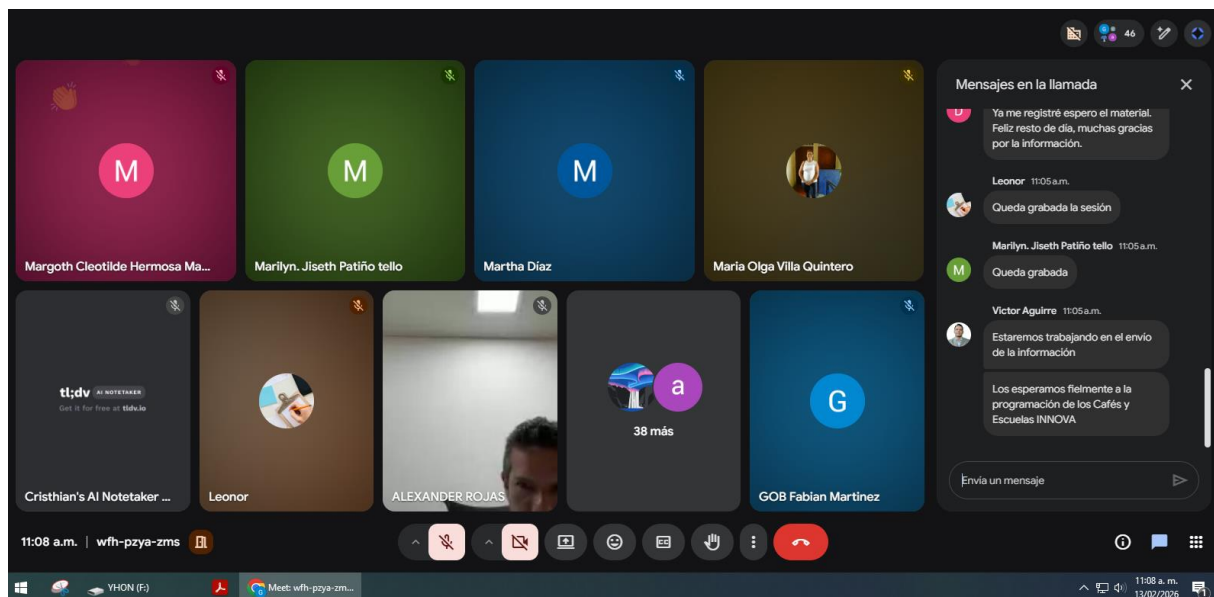 46
M
Margoth Cleotilde Hermosa Ma...
M
Marilyn. Jiseth Patiño tello
M
Martha Díaz
Maria Olga Villa Quintero
tl;dv AI NOTETAKER
Get it for free at tldv.io
Cristhian's AI Notetaker ...
Leonor
ALEXANDER ROJAS
a
38 más
G
GOB Fabian Martinez
Mensajes en la llamada
D
Ya me registré espero el material.
Feliz resto de día, muchas gracias
por la información.
Leonor 11:05 a.m.
Queda grabada la sesión
Marilyn. Jiseth Patiño tello 11:05 a.m.
M
Queda grabada
Victor Aguirre 11:05 a.m.
Estaremos trabajando en el envío
de la información
Los esperamos fielmente a la
programación de los Cafés y
Escuelas INNOVA
Envía un mensaje
11:08 a.m. | wfh-pzya-zms
CC
YHON (F:)
Meet: wfh-pzya-zm...
11:08 a. m.
13/02/2026